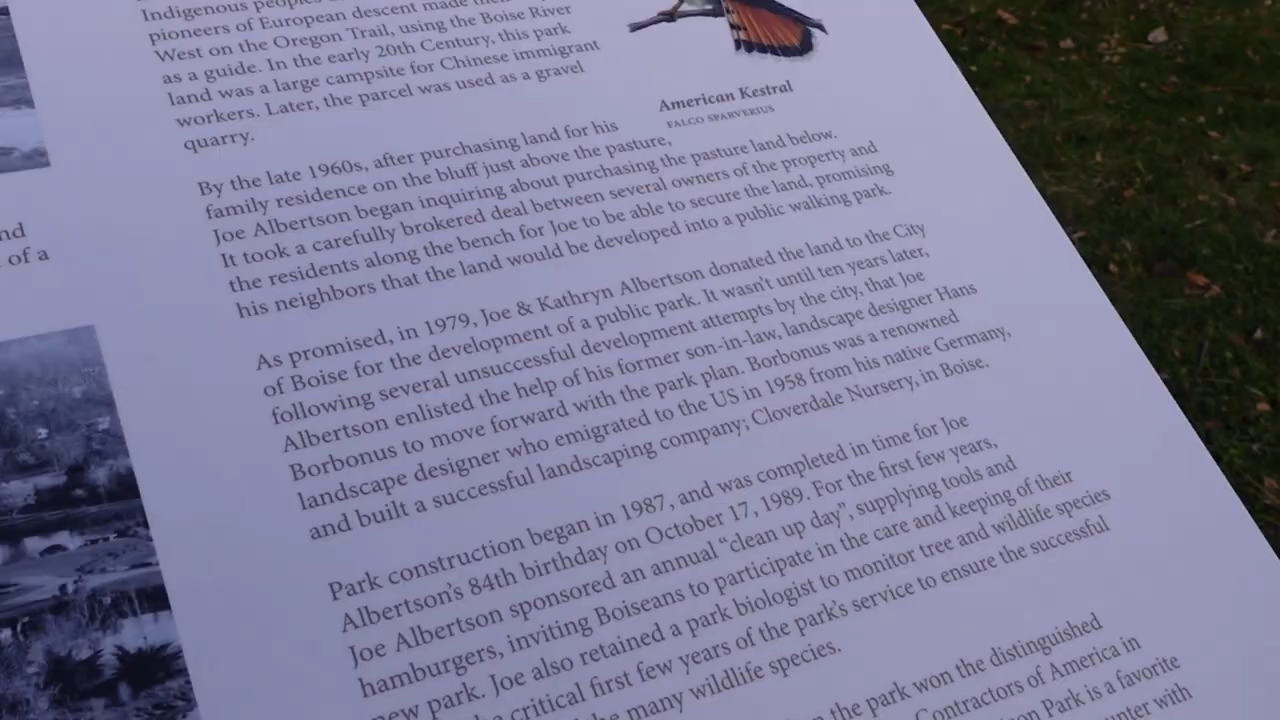 Indigenous peoples
pioneers of European descent made their
West on the Oregon Trail, using the Boise River
as a guide. In the early 20th Century, this park
land was a large campsite for Chinese immigrant
workers. Later, the parcel was used as a gravel
quarry.
American Kestral
FALCO SPARVERIUS
By the late 1960s, after purchasing land for his
family residence on the bluff just above the pasture,
Joe Albertson began inquiring about purchasing the pasture land below.
It took a carefully brokered deal between several owners of the property and
the residents along the bench for Joe to be able to secure the land, promising
his neighbors that the land would be developed into a public walking park.
As promised, in 1979, Joe & Kathryn Albertson donated the land to the City
of Boise for the development of a public park. It wasn't until ten years later,
following several unsuccessful development attempts by the city, that Joe
Albertson enlisted the help of his former son-in-law, landscape designer Hans
Borbonus to move forward with the park plan. Borbonus was a renowned
landscape designer who emigrated to the US in 1958 from his native Germany,
and built a successful landscaping company; Cloverdale Nursery, in Boise.
Park construction began in 1987, and was completed in time for Joe
Albertson's 84th birthday on October 17, 1989. For the first few years,
Joe Albertson sponsored an annual "clean up day", supplying tools and
hamburgers, inviting Boiseans to participate in the care and keeping of their
new park. Joe also retained a park biologist to monitor tree and wildlife species
critical first few years of the park's service to ensure the successful
many wildlife species.
the park won the distinguished
Contractors of America in
Park is a favorite
with
nd
of a